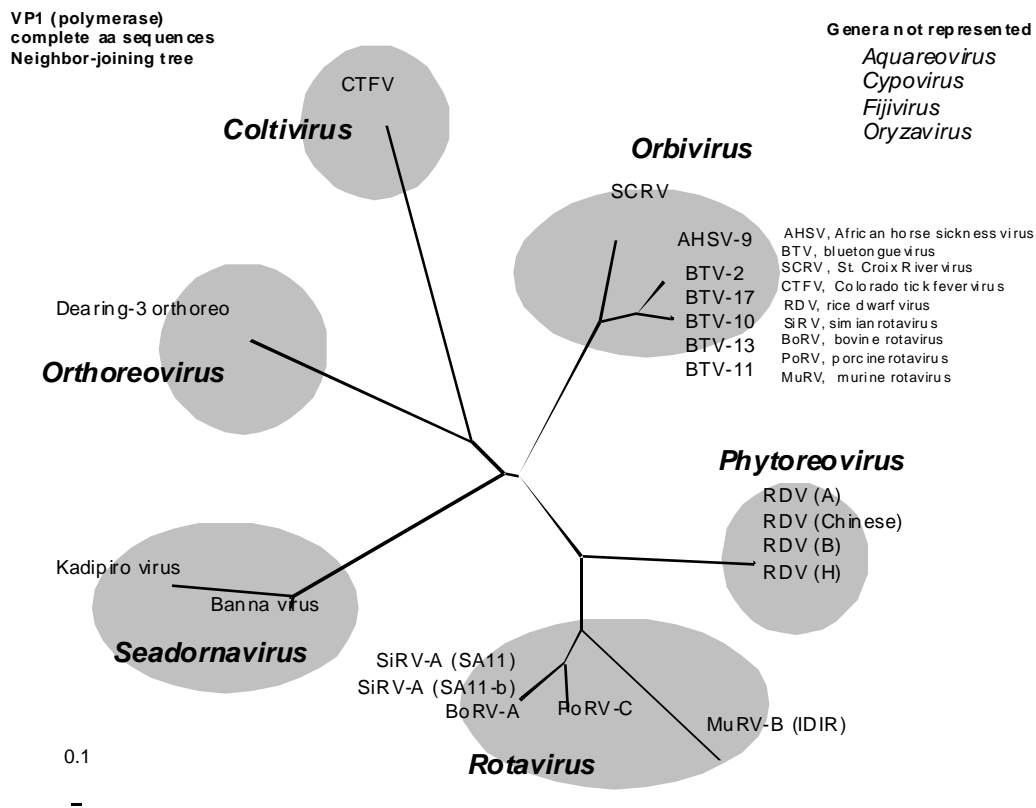 VP1 (polymerase)
complete aa sequences
Neighbor-joining tree
Genera not represented
Aquareovirus
Cypovirus
Fijivirus
Oryzavirus
CTFV
Coltivirus
Orbivirus
SCRV
AHSV-9
BTV-2
BTV-17
BTV-10
BTV-13
BTV-11
AHSV, African horse sickness virus
BTV, bluetongue virus
SCRV, St. Croix River virus
CTFV, Colorado tick fever virus
RDV, rice dwarf virus
SiRV, simian rotavirus
BoRV, bovine rotavirus
PoRV, porcine rotavirus
MuRV, murine rotavirus
Dearing-3 orthoreo
Orthoreovirus
Phytoreovirus
RDV (A)
RDV (Chinese)
RDV (B)
RDV (H)
Kadipiro virus
Banna virus
Seadornavirus
SiRV-A (SA11)
SiRV-A (SA11-b)
BoRV-A
PoRV-C
MuRV-B (IDIR)
Rotavirus
0.1